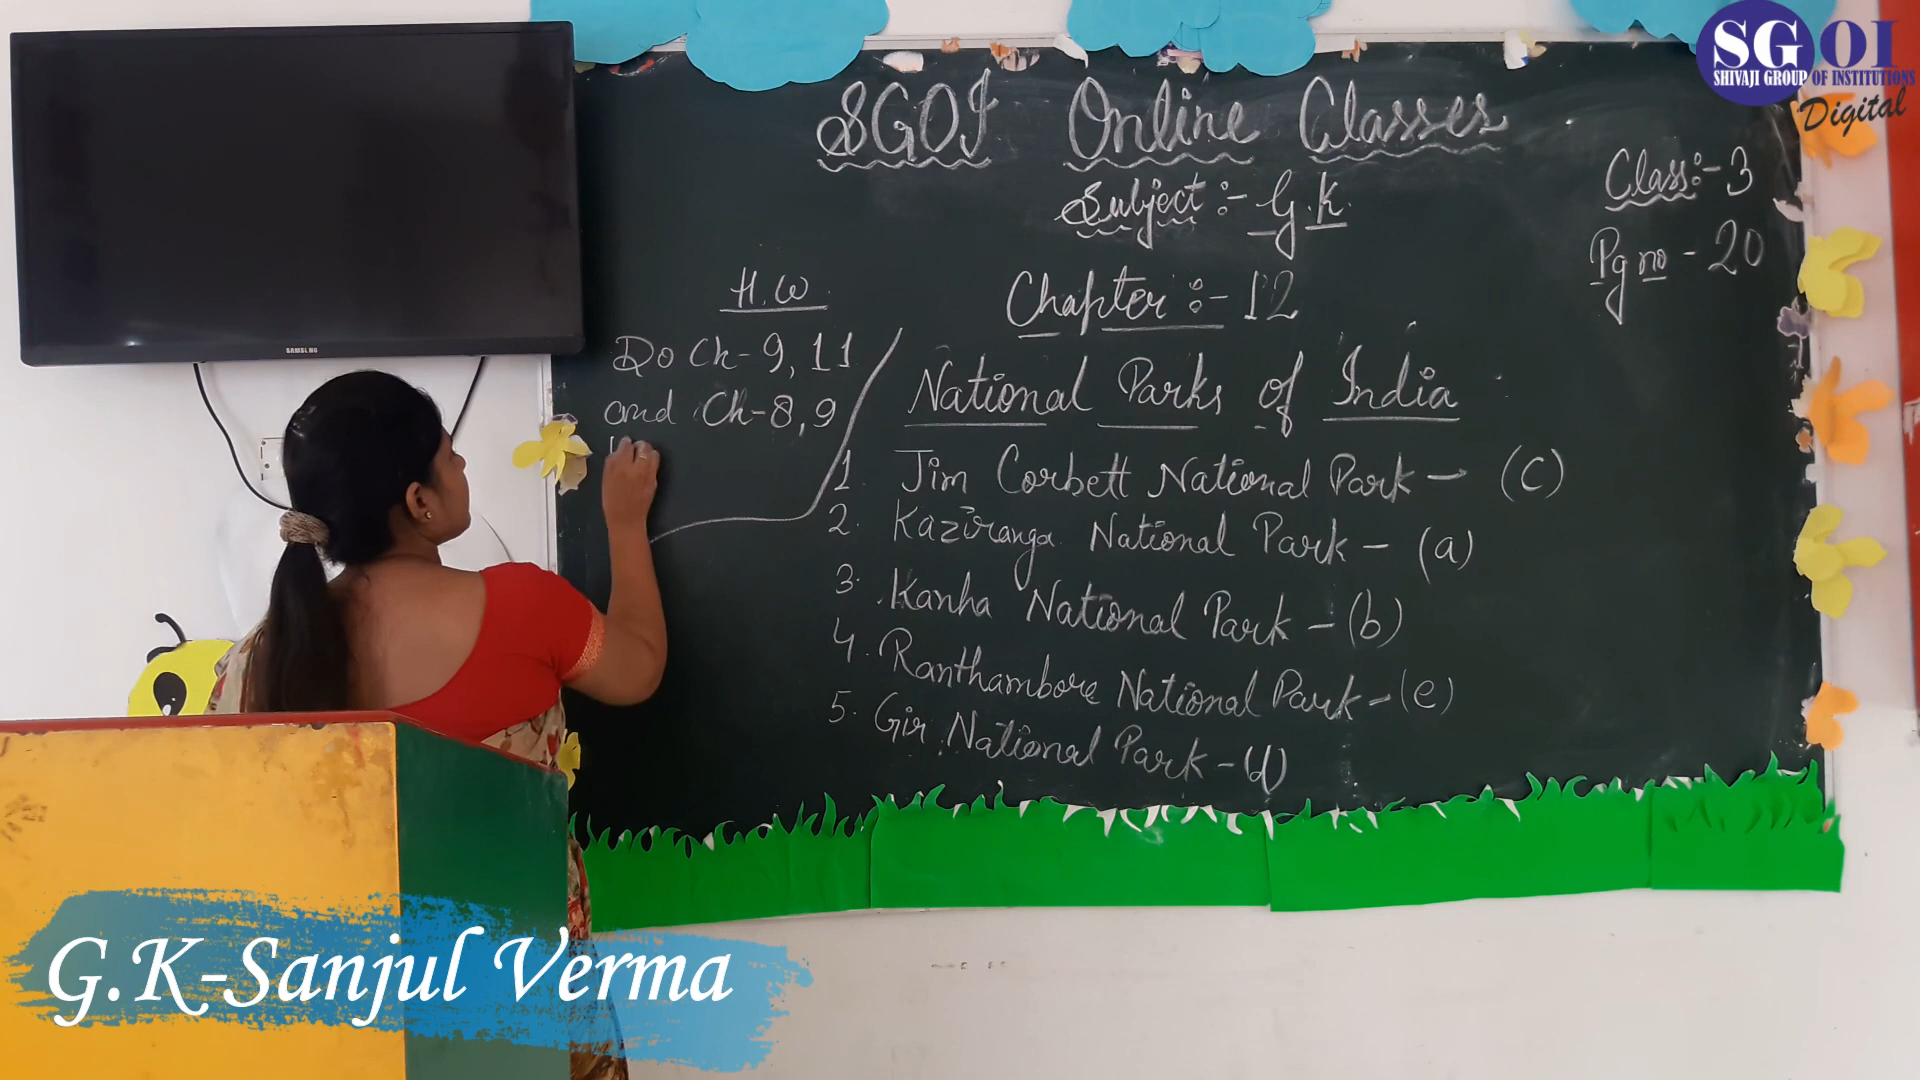 SGOI
SHIVAJI GROUP OF INSTITUTIONS
Digital
SGOI Online Classes
Subject :- G.K.
Class :- 3
Pg no - 20
Chapter :- 12
National Parks of India
1. Jim Corbett National Park - (C)
2. Kaziranga National Park - (a)
3. Kanha National Park - (b)
4. Ranthambore National Park - (e)
5. Gir National Park - (d)
H.W.
Do Ch-9, 11
and Ch-8, 9
SAMSUNG
G.K-Sanjul Verma